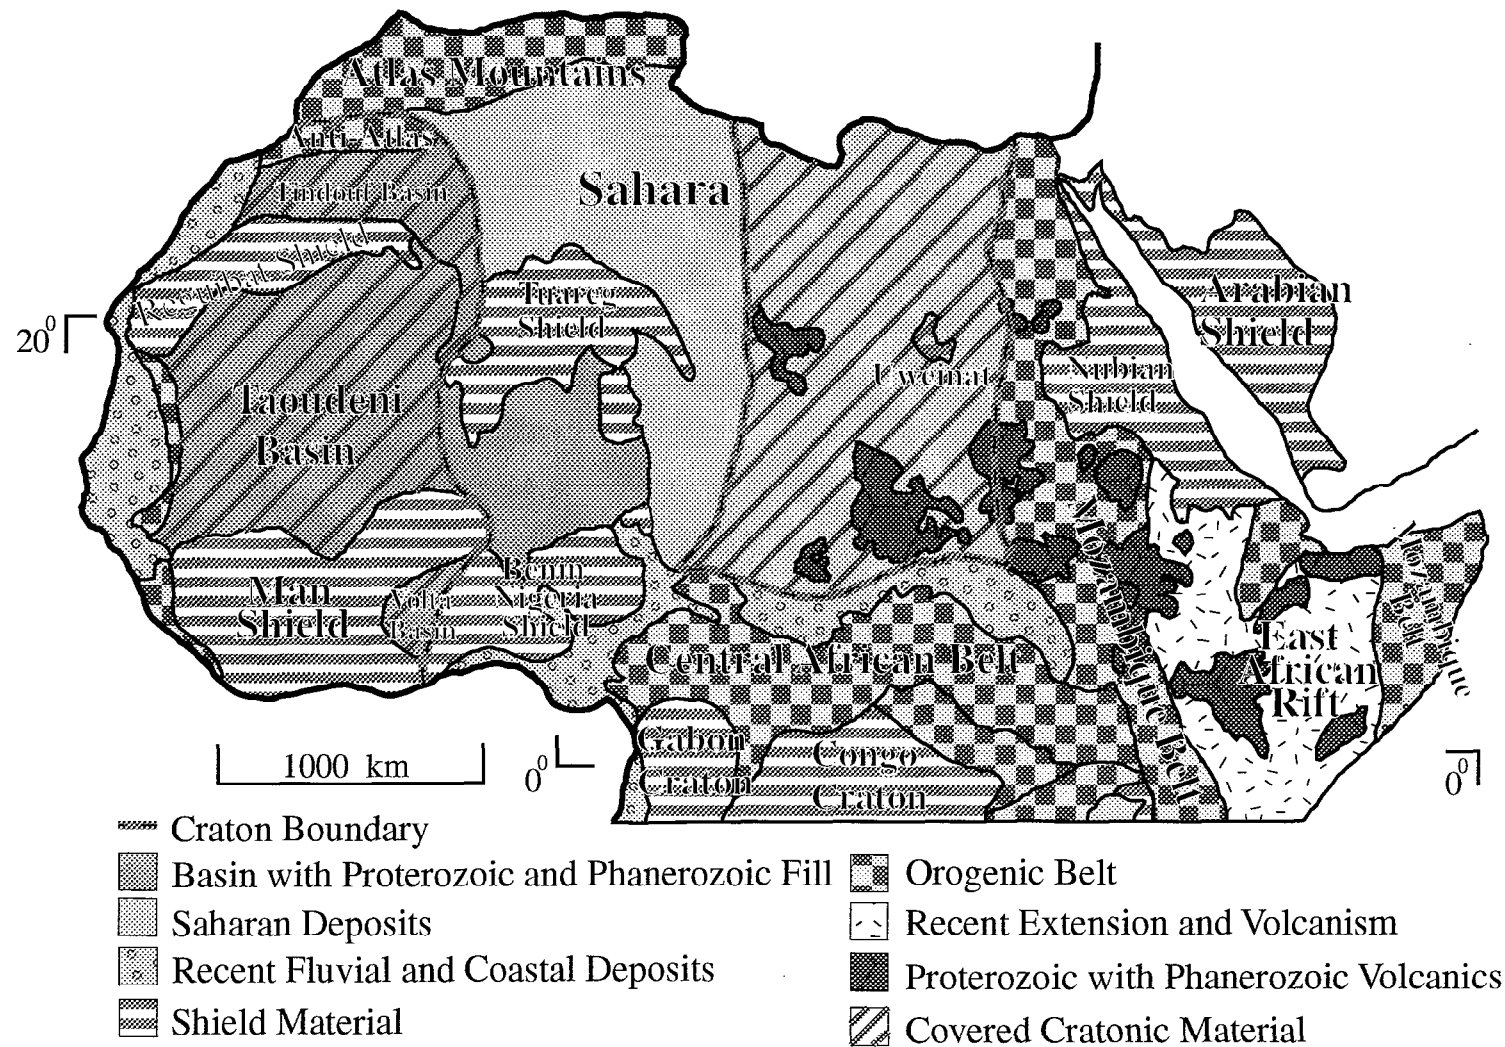 Atlas Mountains
Anti-Atlas
Tindouf Basin
Sahara
Reguibat Shield
Tuareg
Shield
Arabian
Shield
20⁰
Uweinat
Nubian
Shield
Taoudeni
Basin
Man
Shield
Volta
Basin
Benin
Nigeria
Shield
Mozambique Belt
Mozambique
Belt
East
African
Rift
Central African Belt
Gabon
Craton
Congo
Craton
1000 km
0⁰
0⁰
Craton Boundary
Basin with Proterozoic and Phanerozoic Fill
Saharan Deposits
Recent Fluvial and Coastal Deposits
Shield Material
Orogenic Belt
Recent Extension and Volcanism
Proterozoic with Phanerozoic Volcanics
Covered Cratonic Material